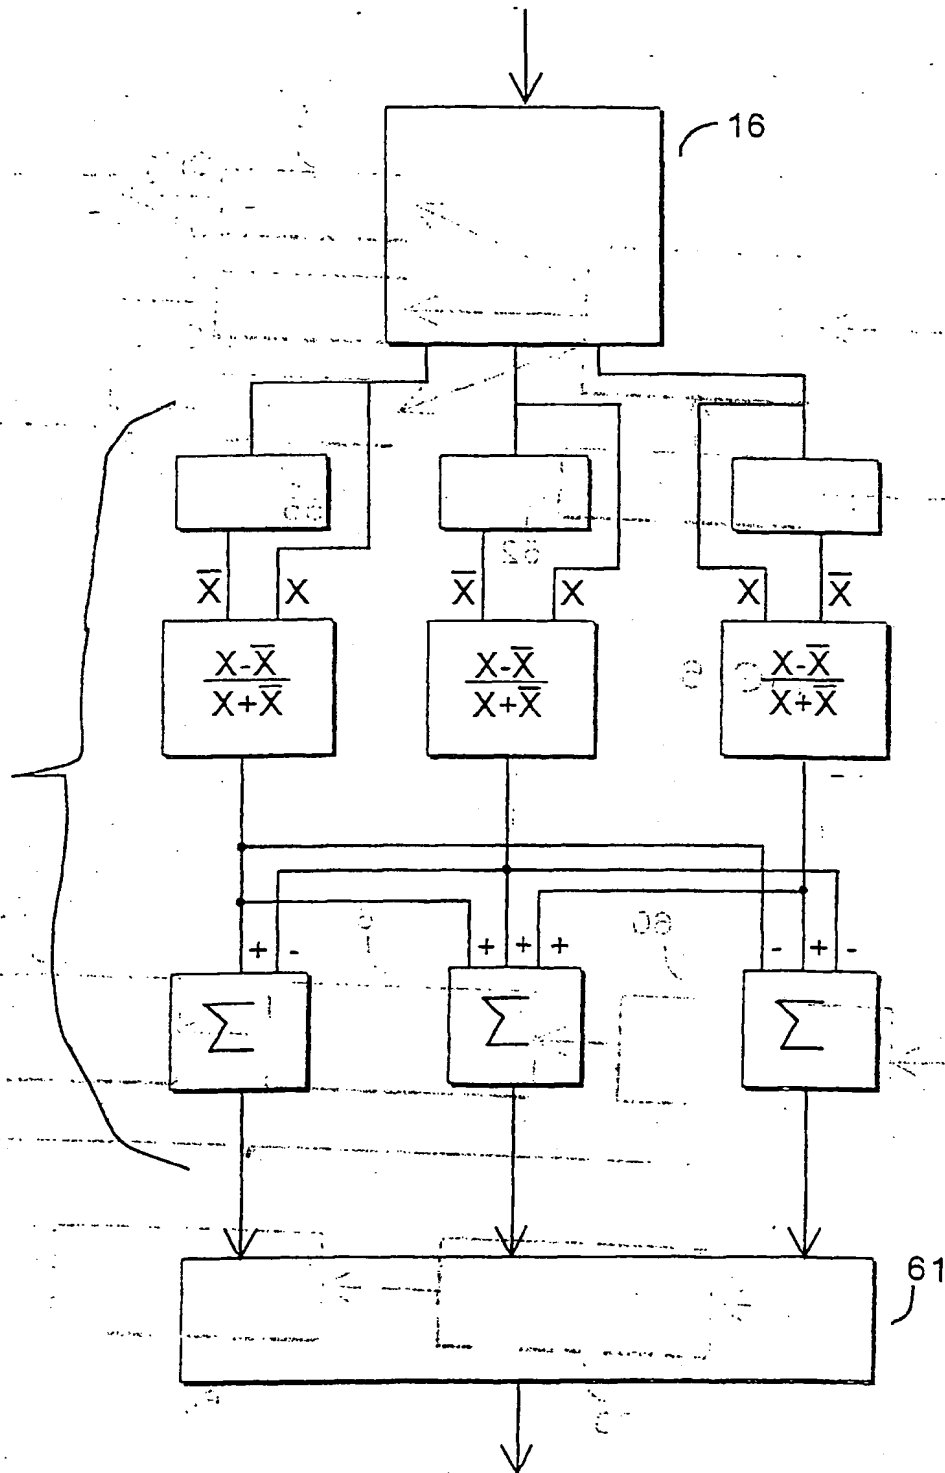 16
X̅ X X̅ X X X̅
X-X̅ X-X̅ X-X̅
X+X̅ X+X̅ X+X̅
+ - + + + - + -
Σ Σ Σ
61